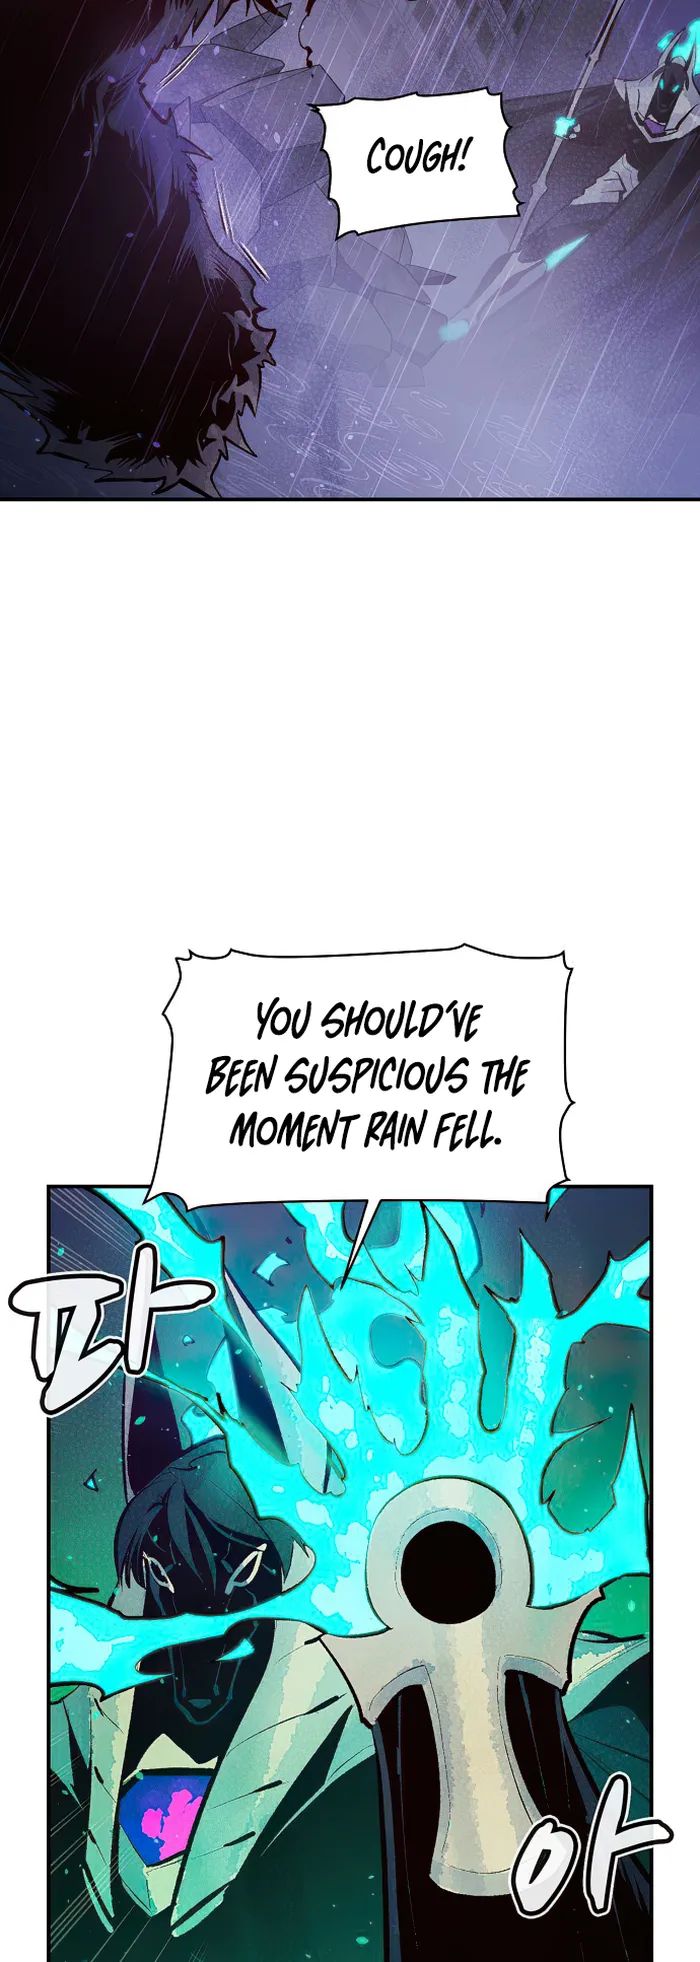 COUGH!
YOU SHOULD'VE
BEEN SUSPICIOUS THE
MOMENT RAIN FELL.
파
아